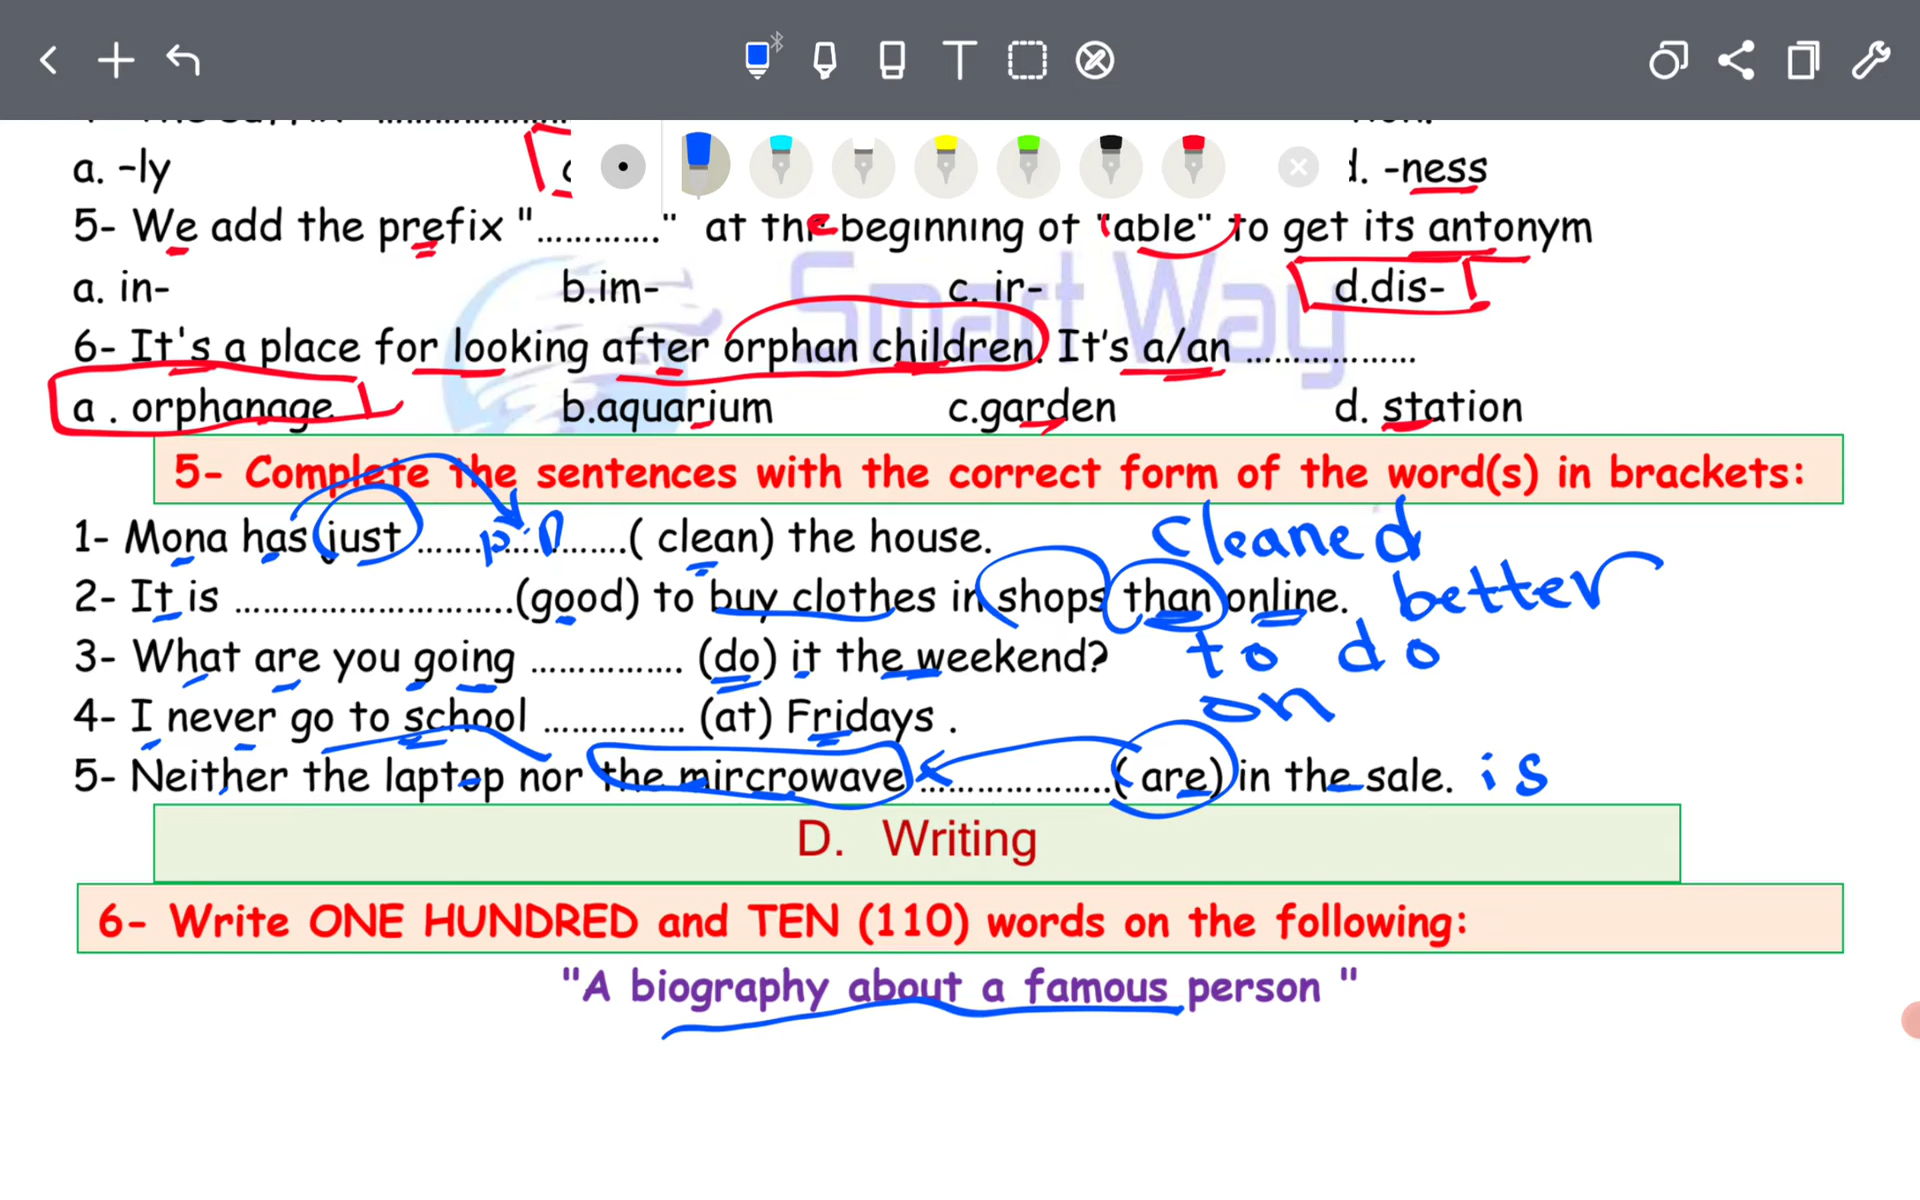 a. -ly d. -ness
5- We add the prefix "............." at the beginning of "able" to get its antonym
a. in- b.im- c. ir- d.dis-
6- It's a place for looking after orphan children. It's a/an ..................
a . orphanage b.aquarium c.garden d. station
Smart Way
5- Complete the sentences with the correct form of the word(s) in brackets:
1- Mona has just ....... p.p .......( clean) the house. cleaned
2- It is ..............................(good) to buy clothes in shops than online. better
3- What are you going ................ (do) it the weekend? to do
4- I never go to school ............... (at) Fridays . on
5- Neither the laptop nor the mircrowave .....................( are) in the sale. is
D. Writing
6- Write ONE HUNDRED and TEN (110) words on the following:
"A biography about a famous person "